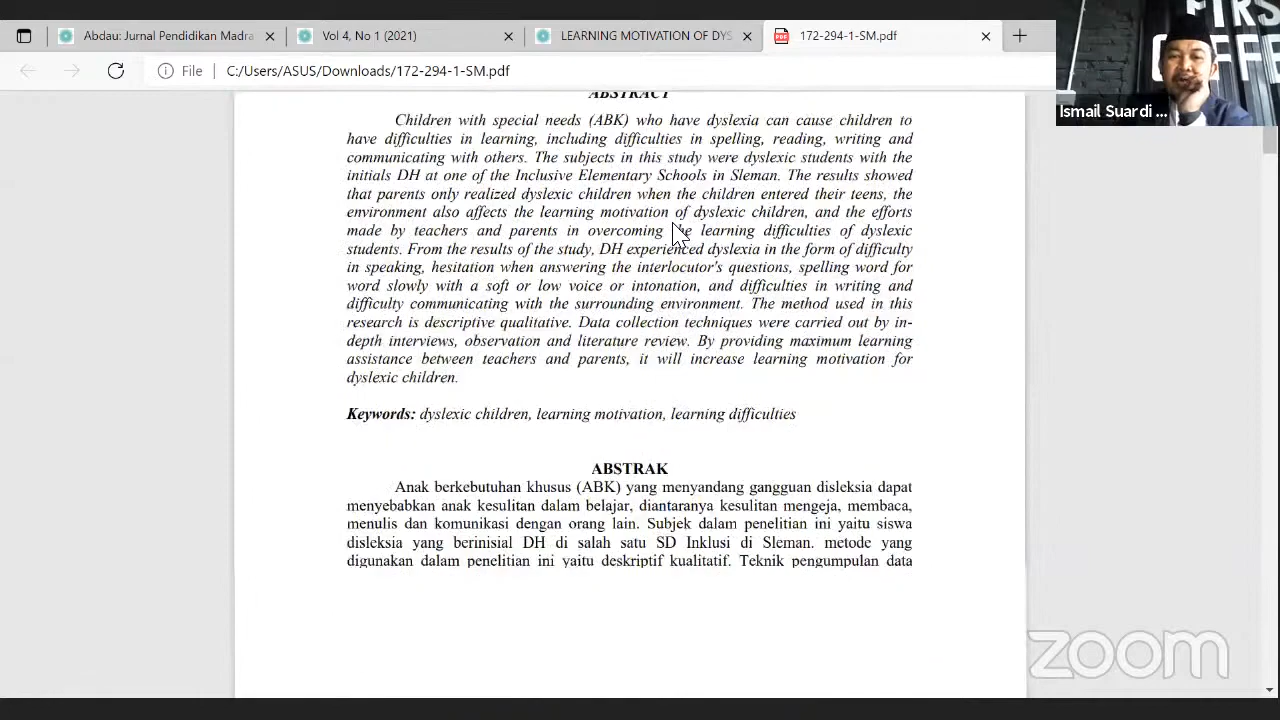 Abdau: Jurnal Pendidikan Madra
Vol 4, No 1 (2021)
LEARNING MOTIVATION OF DYS
172-294-1-SM.pdf
File
C:/Users/ASUS/Downloads/172-294-1-SM.pdf
FIRS
COFFE
Ismail Suardi ...
ABSTRACT
Children with special needs (ABK) who have dyslexia can cause children to
have difficulties in learning, including difficulties in spelling, reading, writing and
communicating with others. The subjects in this study were dyslexic students with the
initials DH at one of the Inclusive Elementary Schools in Sleman. The results showed
that parents only realized dyslexic children when the children entered their teens, the
environment also affects the learning motivation of dyslexic children, and the efforts
made by teachers and parents in overcoming the learning difficulties of dyslexic
students. From the results of the study, DH experienced dyslexia in the form of difficulty
in speaking, hesitation when answering the interlocutor's questions, spelling word for
word slowly with a soft or low voice or intonation, and difficulties in writing and
difficulty communicating with the surrounding environment. The method used in this
research is descriptive qualitative. Data collection techniques were carried out by in-
depth interviews, observation and literature review. By providing maximum learning
assistance between teachers and parents, it will increase learning motivation for
dyslexic children.
Keywords: dyslexic children, learning motivation, learning difficulties
ABSTRAK
Anak berkebutuhan khusus (ABK) yang menyandang gangguan disleksia dapat
menyebabkan anak kesulitan dalam belajar, diantaranya kesulitan mengeja, membaca,
menulis dan komunikasi dengan orang lain. Subjek dalam penelitian ini yaitu siswa
disleksia yang berinisial DH di salah satu SD Inklusi di Sleman. metode yang
digunakan dalam penelitian ini yaitu deskriptif kualitatif. Teknik pengumpulan data
zoom